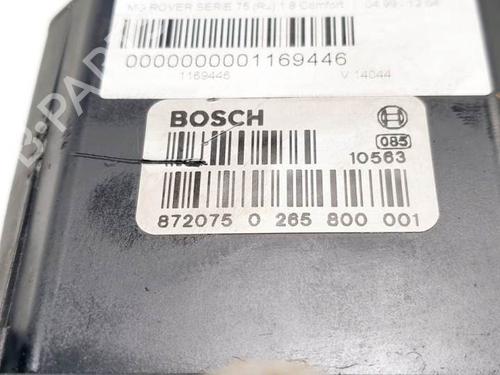 MG ROVER SERIE 75 (RJ) 1.8 Comfort | 04.99 - 12.04
0000000001169446
1169446 V 14044
BOSCH
085
10563
872075 0 265 800 001
B-PARTS